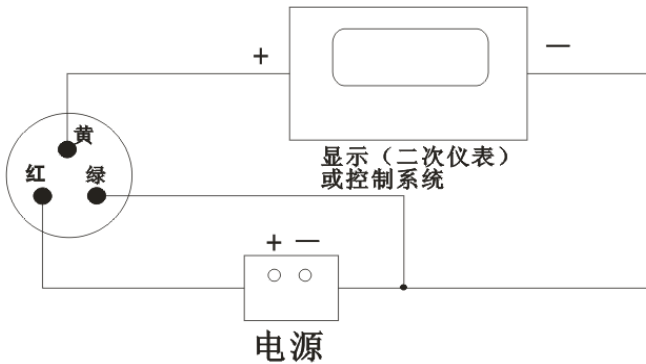 + —
黄
红 绿
显示（二次仪表）
或控制系统
+ —
电源